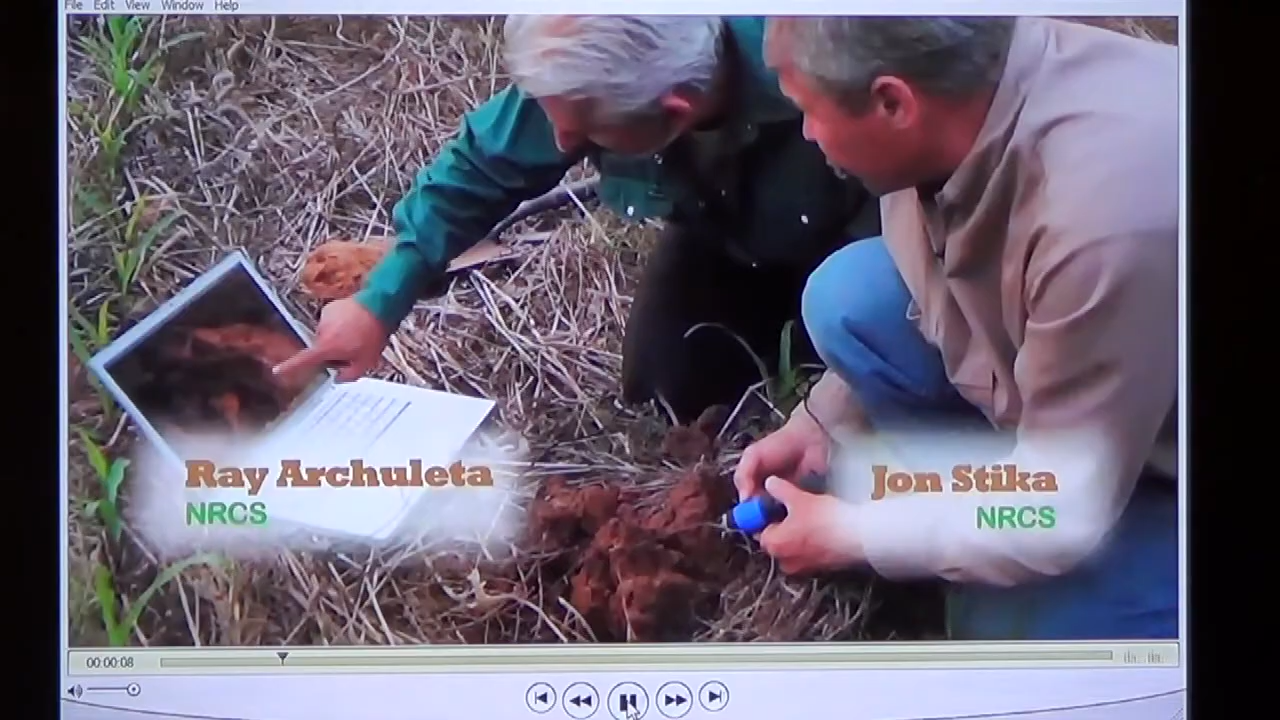 File Edit View Window Help
Ray Archuleta
NRCS
Jon Stika
NRCS
00:00:08